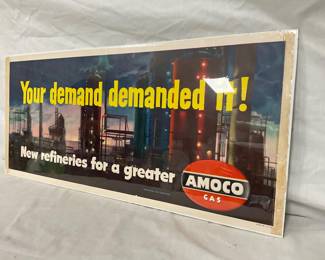 Your demand demanded it!
New refineries for a greater
AMOCO
GAS